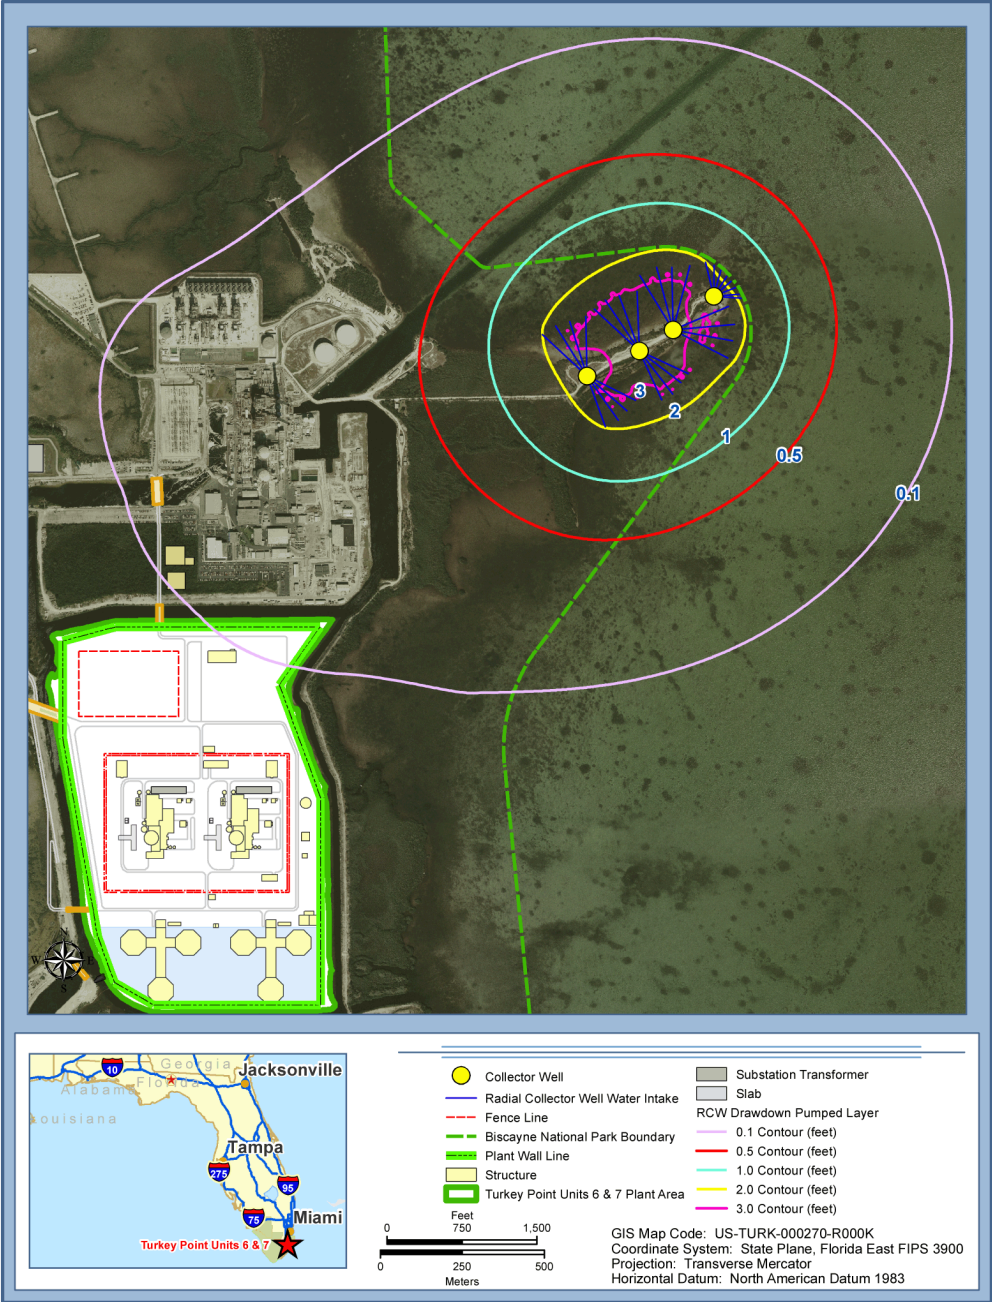 3
2
1
0.5
0.1
N
W
E
S
10
Georgia
Jacksonville
Alabama
Florida
Louisiana
Tampa
275
95
75
Miami
Turkey Point Units 6 & 7
Collector Well
Radial Collector Well Water Intake
Fence Line
Biscayne National Park Boundary
Plant Wall Line
Structure
Turkey Point Units 6 & 7 Plant Area
Substation Transformer
Slab
RCW Drawdown Pumped Layer
0.1 Contour (feet)
0.5 Contour (feet)
1.0 Contour (feet)
2.0 Contour (feet)
3.0 Contour (feet)
Feet
0 750 1,500
0 250 500
Meters
GIS Map Code: US-TURK-000270-R000K
Coordinate System: State Plane, Florida East FIPS 3900
Projection: Transverse Mercator
Horizontal Datum: North American Datum 1983